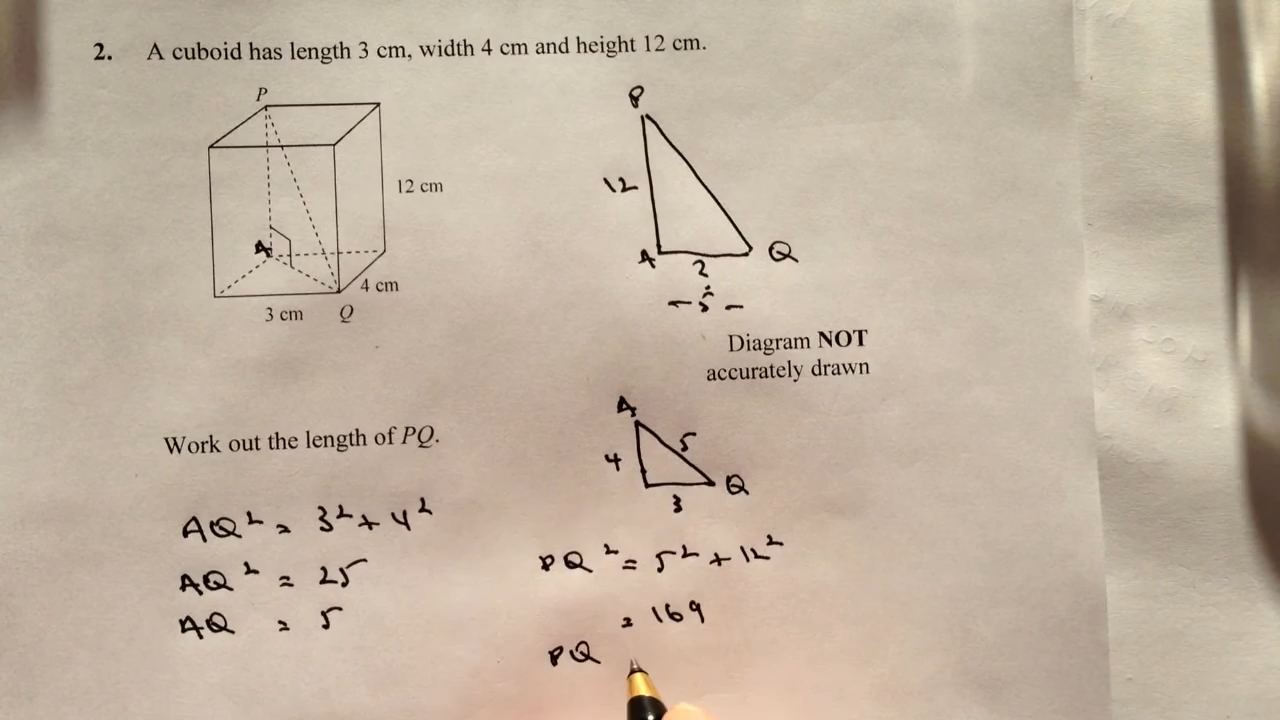 2. A cuboid has length 3 cm, width 4 cm and height 12 cm.
P
12 cm
A
4 cm
3 cm
Q
P
12
A
Q
2
- 5 -
Diagram NOT
accurately drawn
Work out the length of PQ.
A
4
5
Q
3
AQ² = 3² + 4²
AQ² = 25
AQ = 5
PQ² = 5² + 12²
= 169
PQ